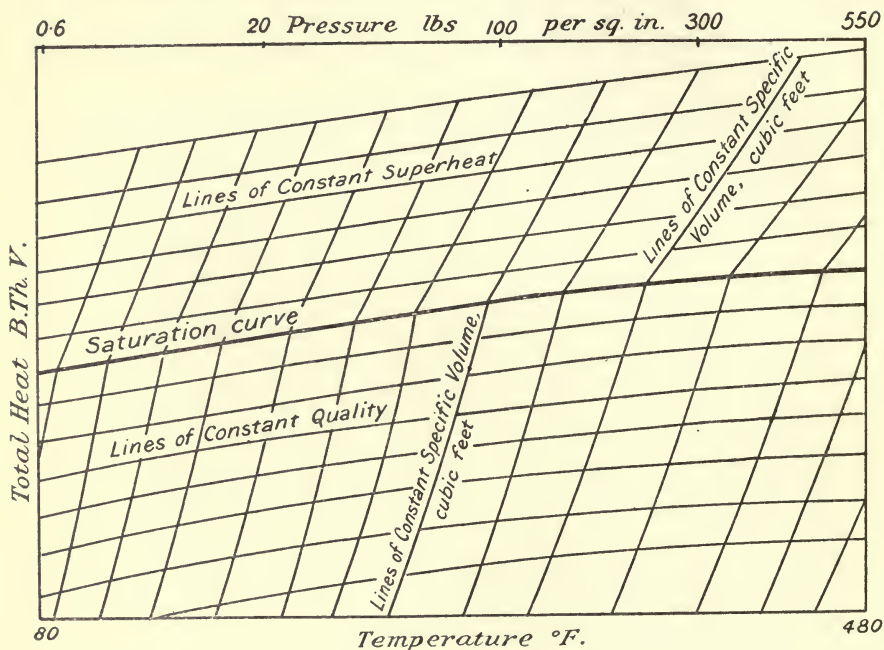 0·6 20 Pressure lbs 100 per sq. in. 300 550
Lines of Constant Specific
Volume, cubic feet
Lines of Constant Superheat
Total Heat B.Th.V.
Saturation curve
Lines of Constant Quality
Lines of Constant Specific Volume,
cubic feet
80 480
Temperature °F.